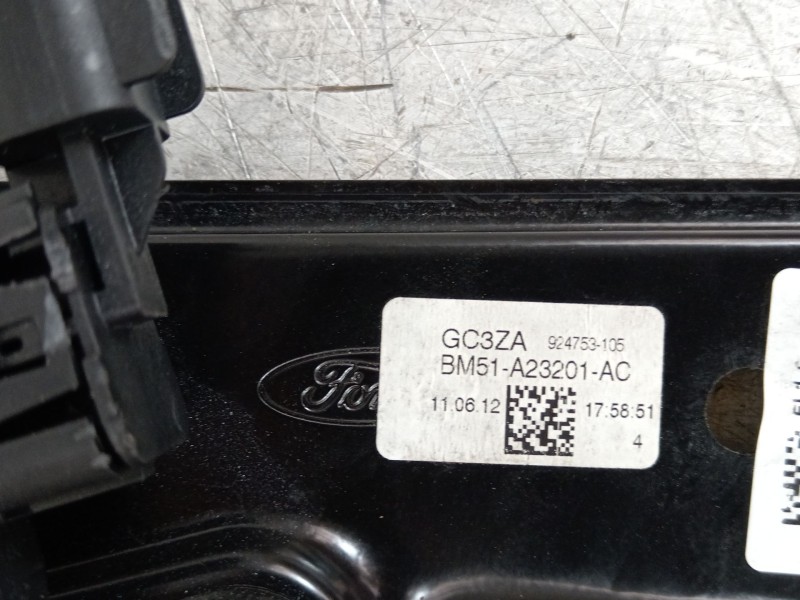 GC3ZA 924753-105
BM51-A23201-AC
Ford
11.06.12 17:58:51
4